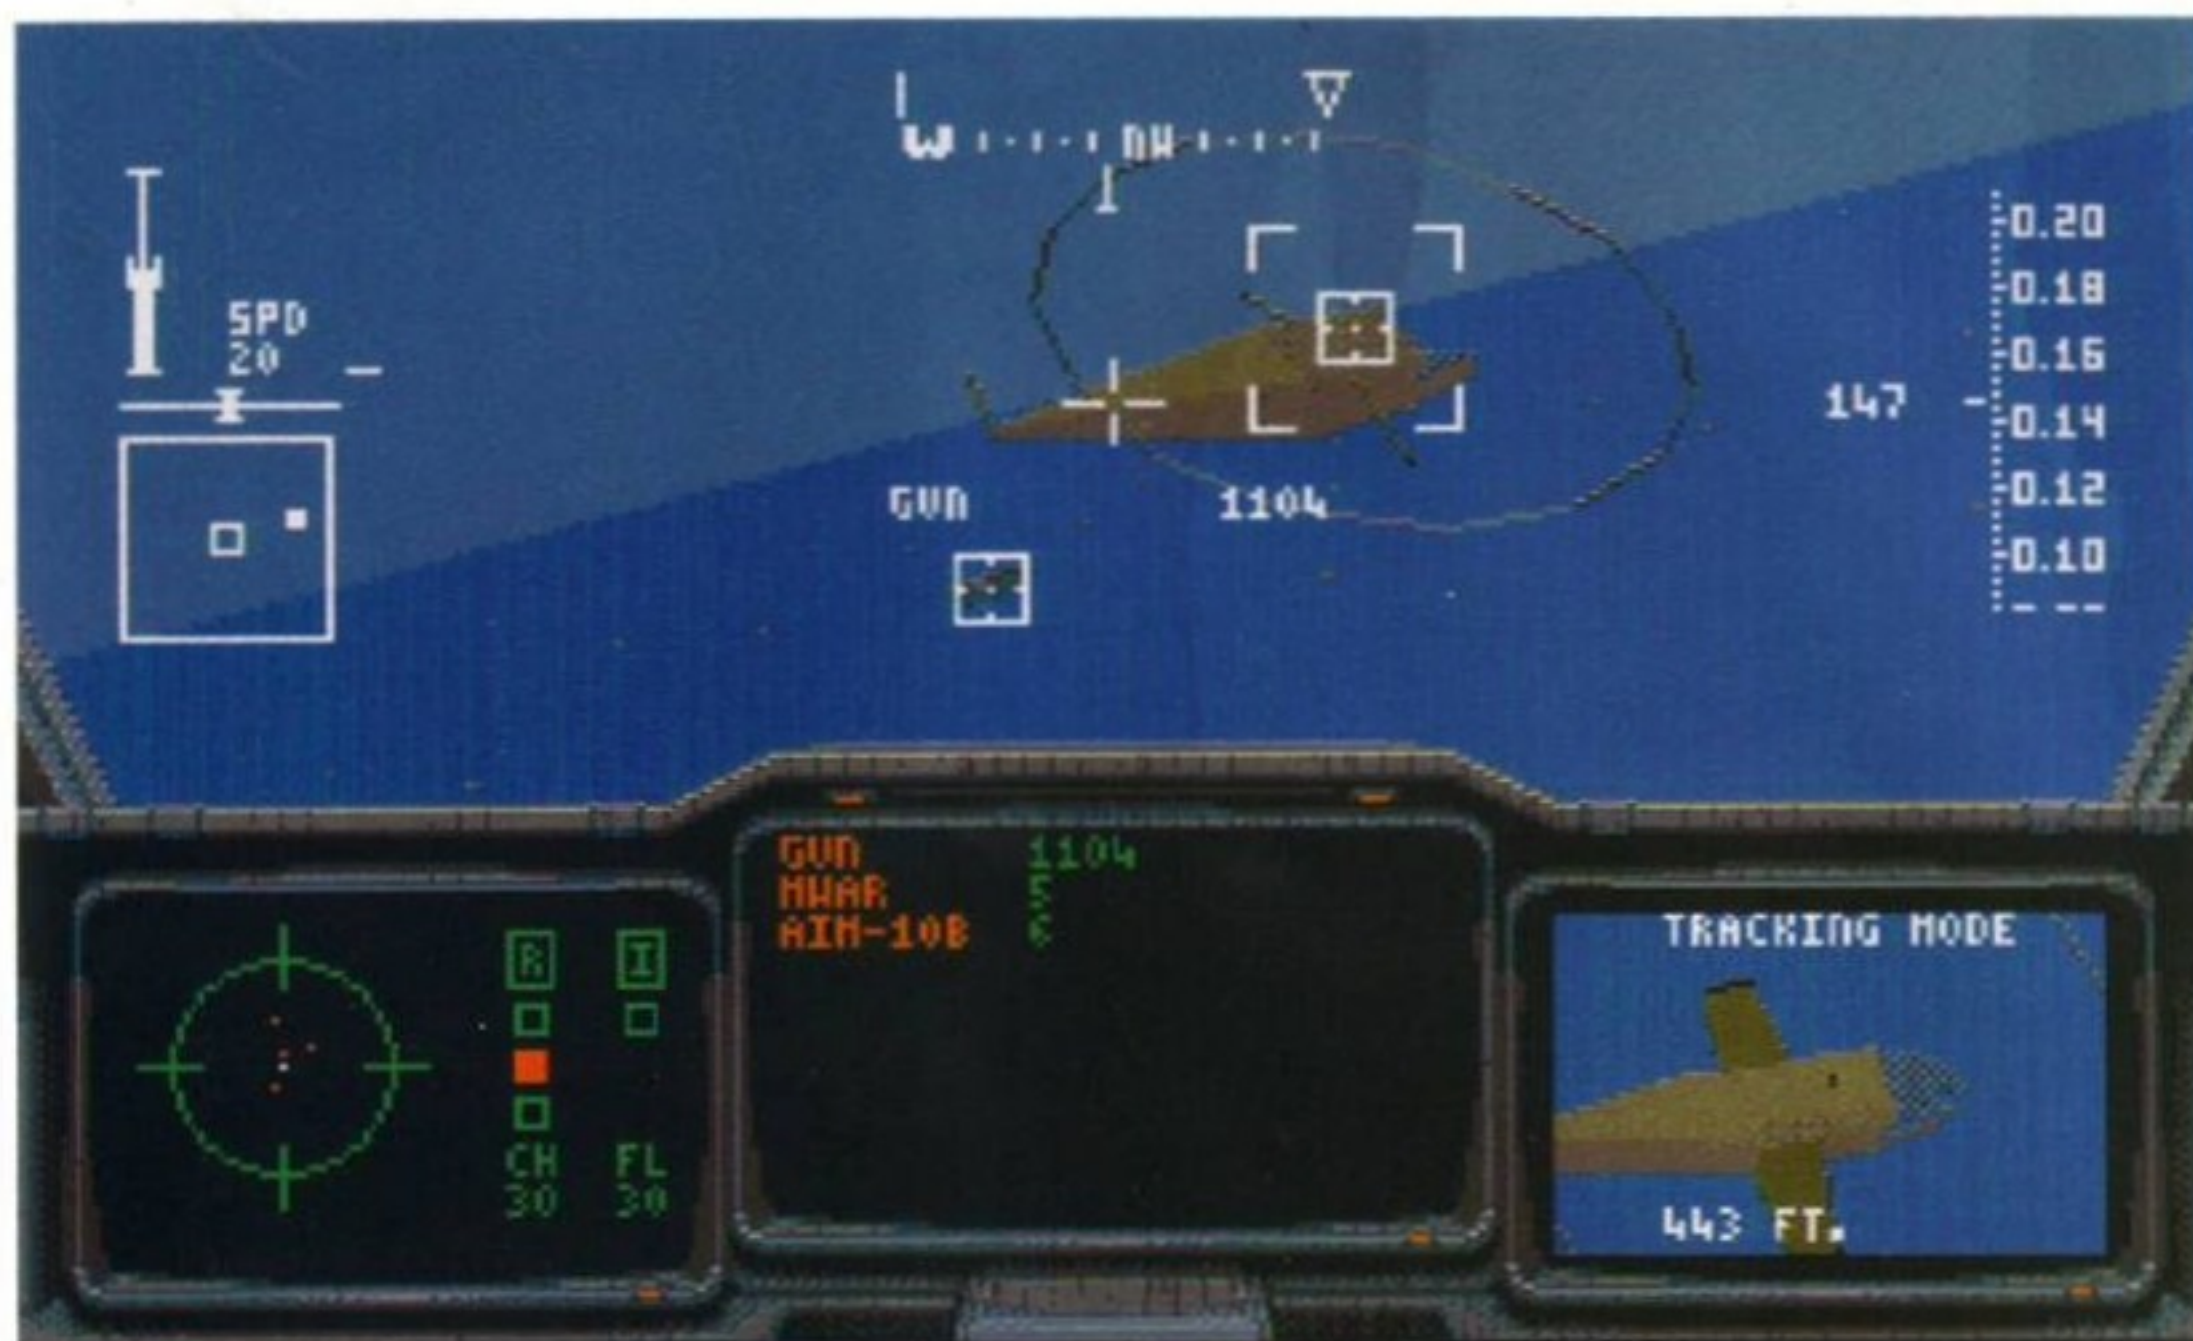 W NW
0.20
0.18
SPD
20
0.16
147
0.14
GUN 1104
0.12
0.10
GUN 1104
MWAR 5
AIM-10B
TRACKING MODE
R I
CH FL
30 30
443 FT.